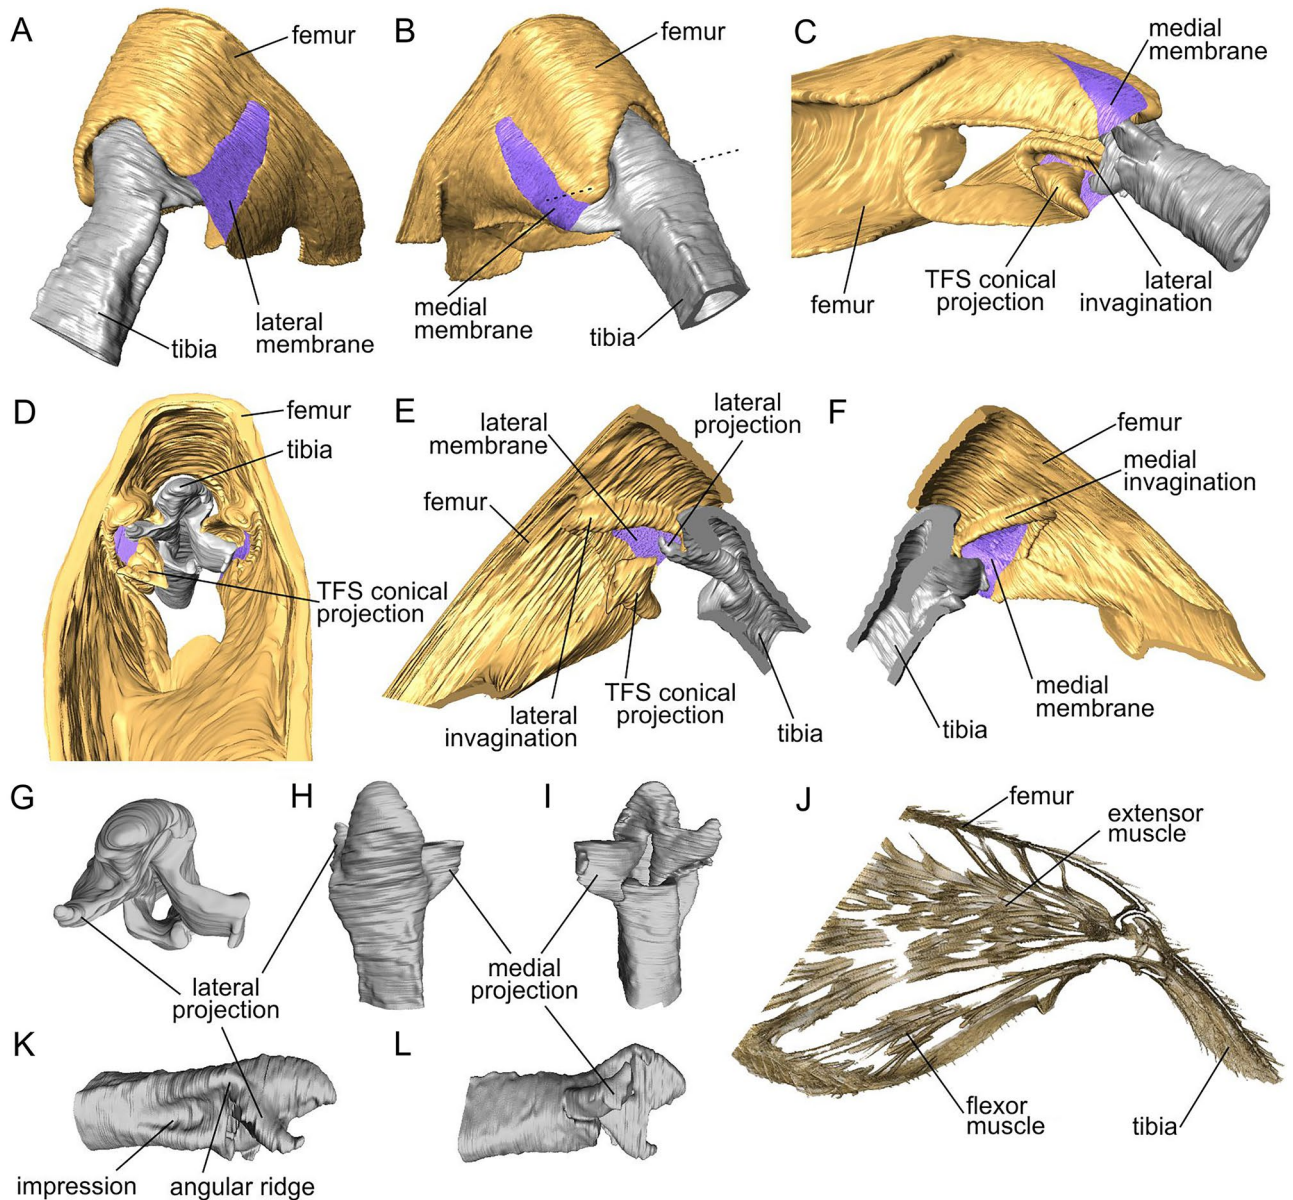 A
femur
lateral
membrane
tibia
B
femur
medial
membrane
tibia
C
medial
membrane
TFS conical
projection
lateral
invagination
femur
D
femur
tibia
TFS conical
projection
E
lateral
membrane
lateral
projection
femur
TFS conical
projection
lateral
invagination
tibia
F
femur
medial
invagination
medial
membrane
tibia
G
H
I
lateral
projection
medial
projection
J
femur
extensor
muscle
flexor
muscle
tibia
K
impression
angular ridge
L